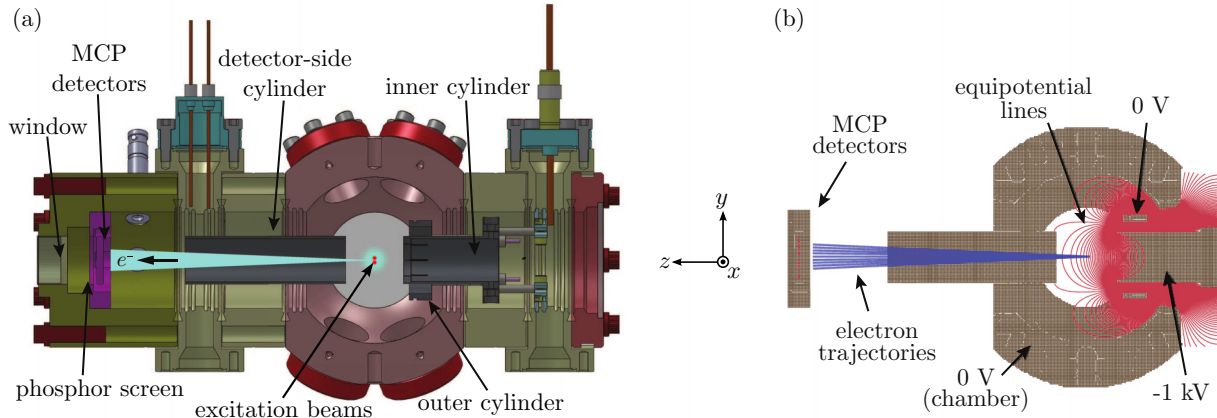 (a)
MCP
detectors
detector-side
cylinder
inner cylinder
window
e⁻
phosphor screen
excitation beams
outer cylinder
(b)
equipotential
lines
0 V
MCP
detectors
y
z
x
electron
trajectories
0 V
(chamber)
-1 kV